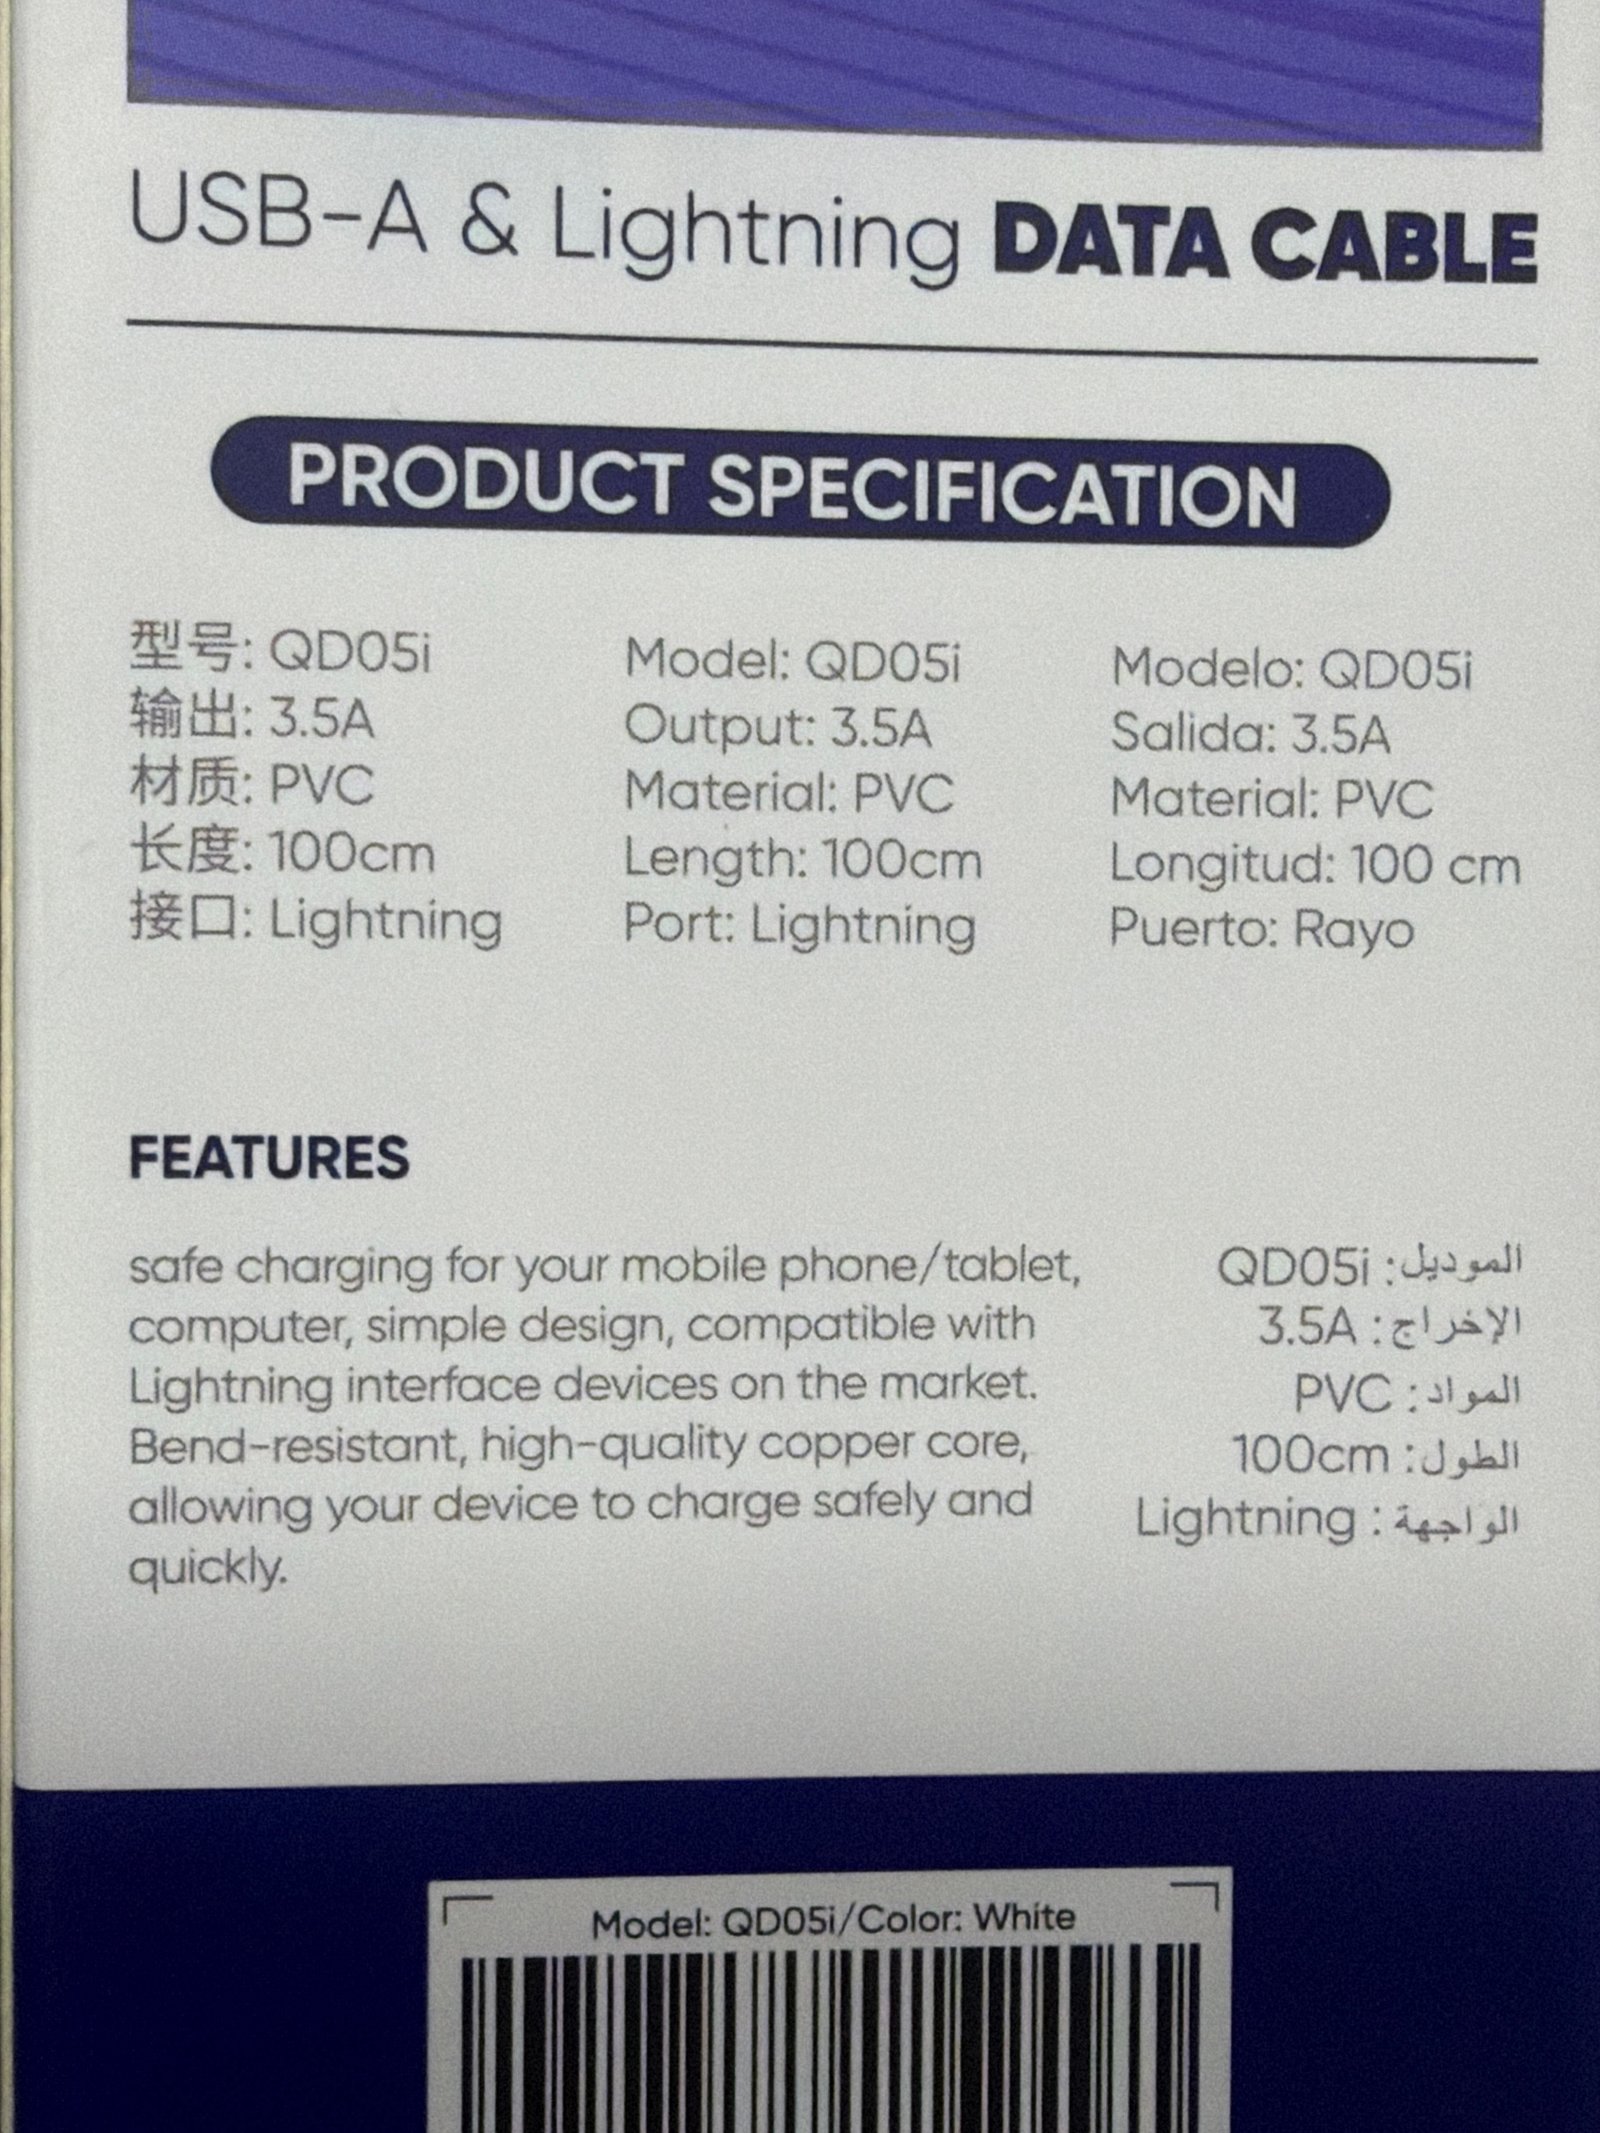 USB-A & Lightning DATA CABLE
PRODUCT SPECIFICATION
型号: QD05i
输出: 3.5A
材质: PVC
长度: 100cm
接口: Lightning
Model: QD05i
Output: 3.5A
Material: PVC
Length: 100cm
Port: Lightning
Modelo: QD05i
Salida: 3.5A
Material: PVC
Longitud: 100 cm
Puerto: Rayo
FEATURES
safe charging for your mobile phone/tablet,
computer, simple design, compatible with
Lightning interface devices on the market.
Bend-resistant, high-quality copper core,
allowing your device to charge safely and
quickly.
الموديل: QD05i
الإخراج: 3.5A
المواد: PVC
الطول: 100cm
الواجهة: Lightning
Model: QD05i/Color: White